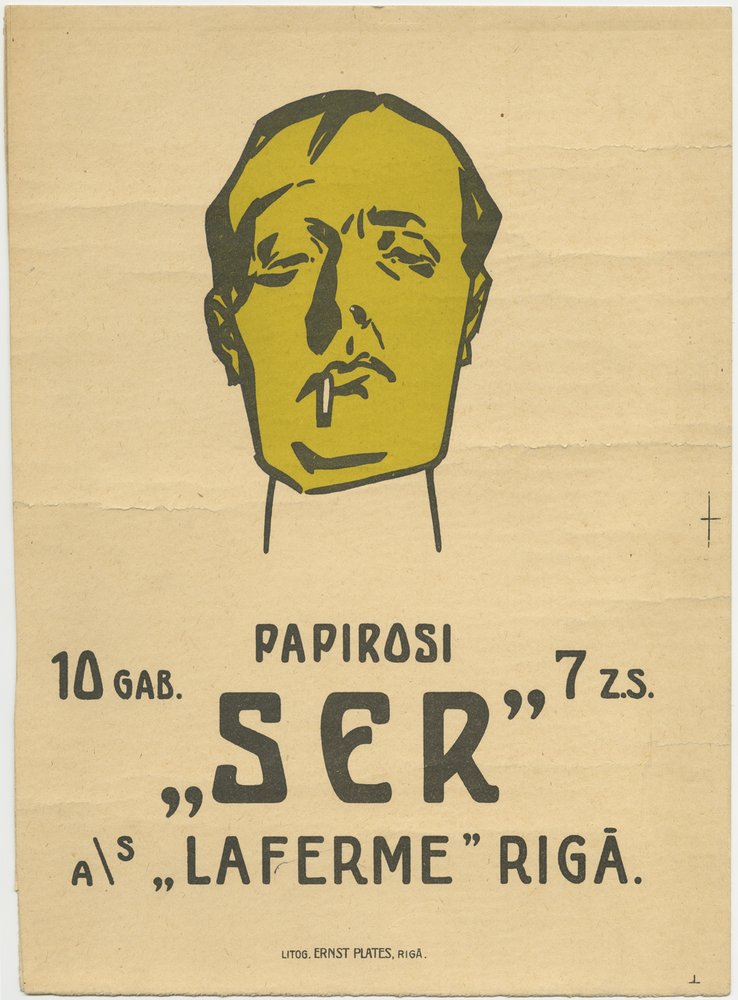 PAPIROSI
10 GAB. 7 z.s.
„SER”
A\S „LAFERME” RIGĀ.
LITOG. ERNST PLATES, RIGĀ.